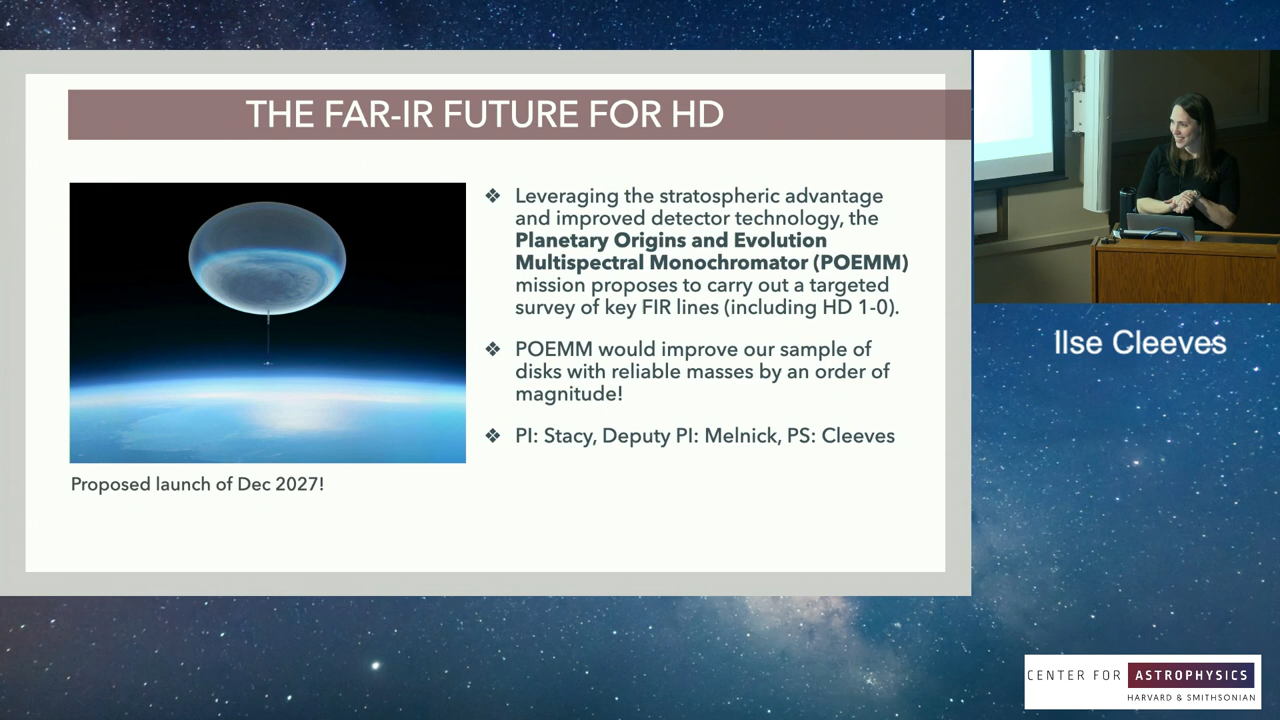 THE FAR-IR FUTURE FOR HD
❖ Leveraging the stratospheric advantage
and improved detector technology, the
Planetary Origins and Evolution
Multispectral Monochromator (POEMM)
mission proposes to carry out a targeted
survey of key FIR lines (including HD 1-0).
❖ POEMM would improve our sample of
disks with reliable masses by an order of
magnitude!
❖ PI: Stacy, Deputy PI: Melnick, PS: Cleeves
Proposed launch of Dec 2027!
Ilse Cleeves
CENTER FOR ASTROPHYSICS
HARVARD & SMITHSONIAN